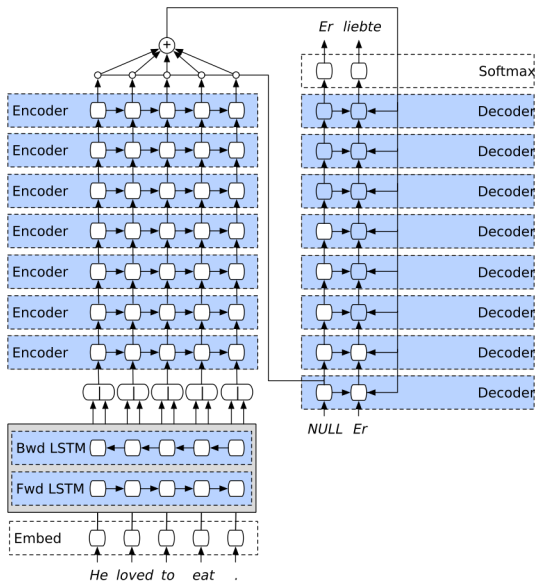 Er liebte
+
Softmax
Encoder
Encoder
Encoder
Encoder
Encoder
Encoder
Encoder
Decoder
Decoder
Decoder
Decoder
Decoder
Decoder
Decoder
Decoder
NULL Er
Bwd LSTM
Fwd LSTM
Embed
He loved to eat .